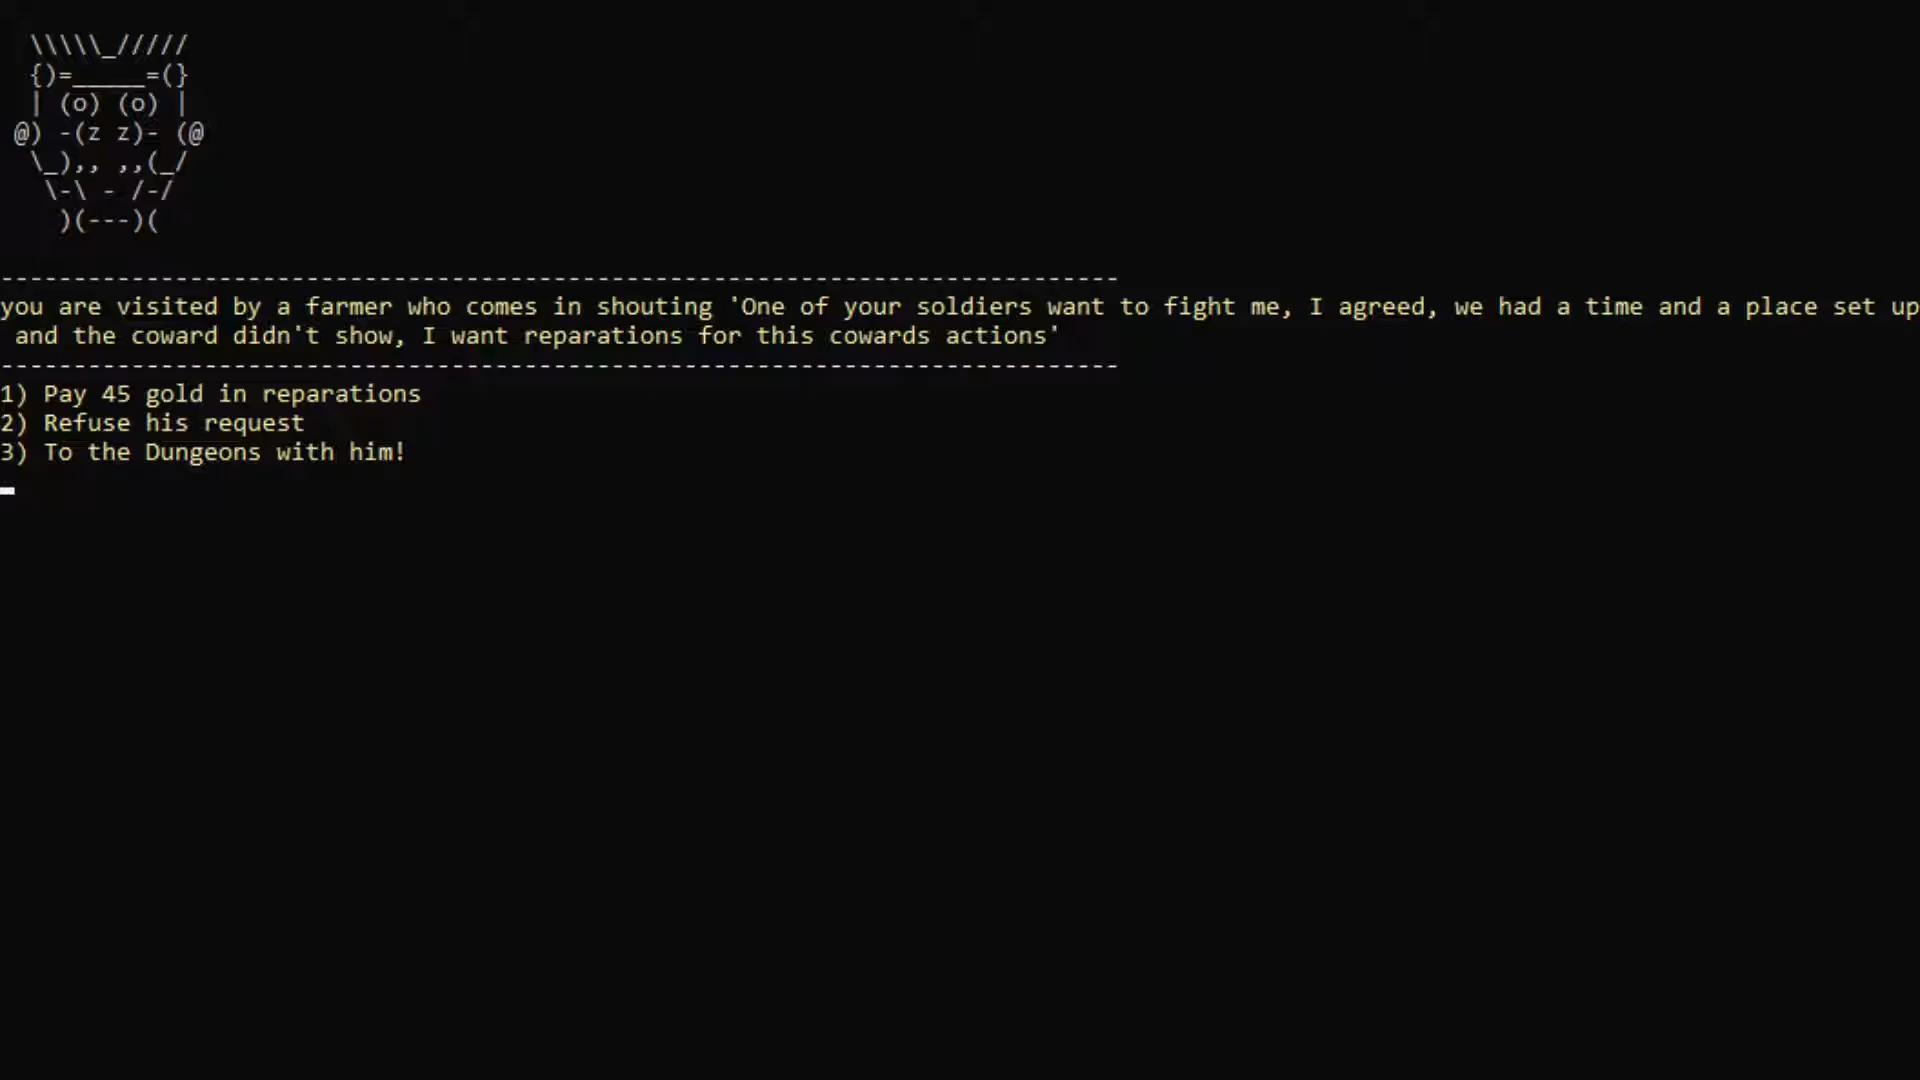 \\\\\_/////
{)=_____=(}
| (o) (o) |
@) -(z z)- (@
\_),, ,,(_/
\-\ - /-/
)(---)(
-----------------------------------------------------------------------------
you are visited by a farmer who comes in shouting 'One of your soldiers want to fight me, I agreed, we had a time and a place set up
and the coward didn't show, I want reparations for this cowards actions'
-----------------------------------------------------------------------------
1) Pay 45 gold in reparations
2) Refuse his request
3) To the Dungeons with him!